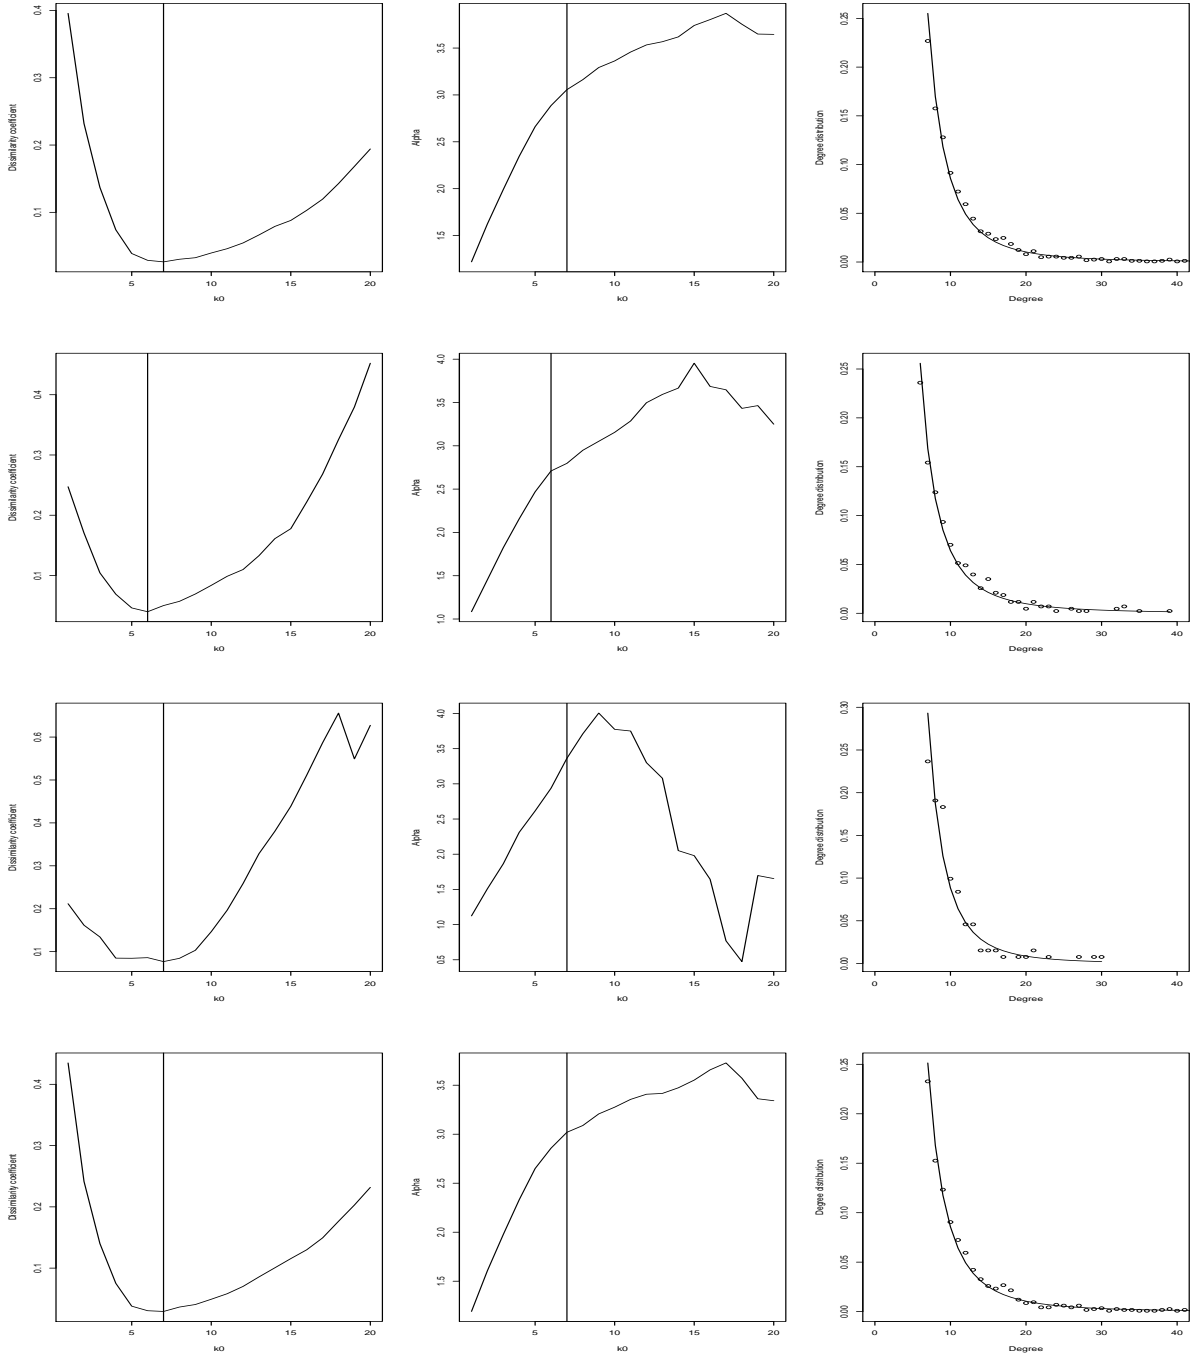 Dissimilarity coefficient
0.1 0.2 0.3 0.4
5 10 15 20
k0
Alpha
1.5 2.0 2.5 3.0 3.5
5 10 15 20
k0
Degree distribution
0.00 0.05 0.10 0.15 0.20 0.25
0 10 20 30 40
Degree
Dissimilarity coefficient
0.1 0.2 0.3 0.4
5 10 15 20
k0
Alpha
1.0 1.5 2.0 2.5 3.0 3.5 4.0
5 10 15 20
k0
Degree distribution
0.00 0.05 0.10 0.15 0.20 0.25
0 10 20 30 40
Degree
Dissimilarity coefficient
0.1 0.2 0.3 0.4 0.5 0.6
5 10 15 20
k0
Alpha
0.5 1.0 1.5 2.0 2.5 3.0 3.5 4.0
5 10 15 20
k0
Degree distribution
0.00 0.05 0.10 0.15 0.20 0.25 0.30
0 10 20 30 40
Degree
Dissimilarity coefficient
0.1 0.2 0.3 0.4
5 10 15 20
k0
Alpha
1.5 2.0 2.5 3.0 3.5
5 10 15 20
k0
Degree distribution
0.00 0.05 0.10 0.15 0.20 0.25
0 10 20 30 40
Degree